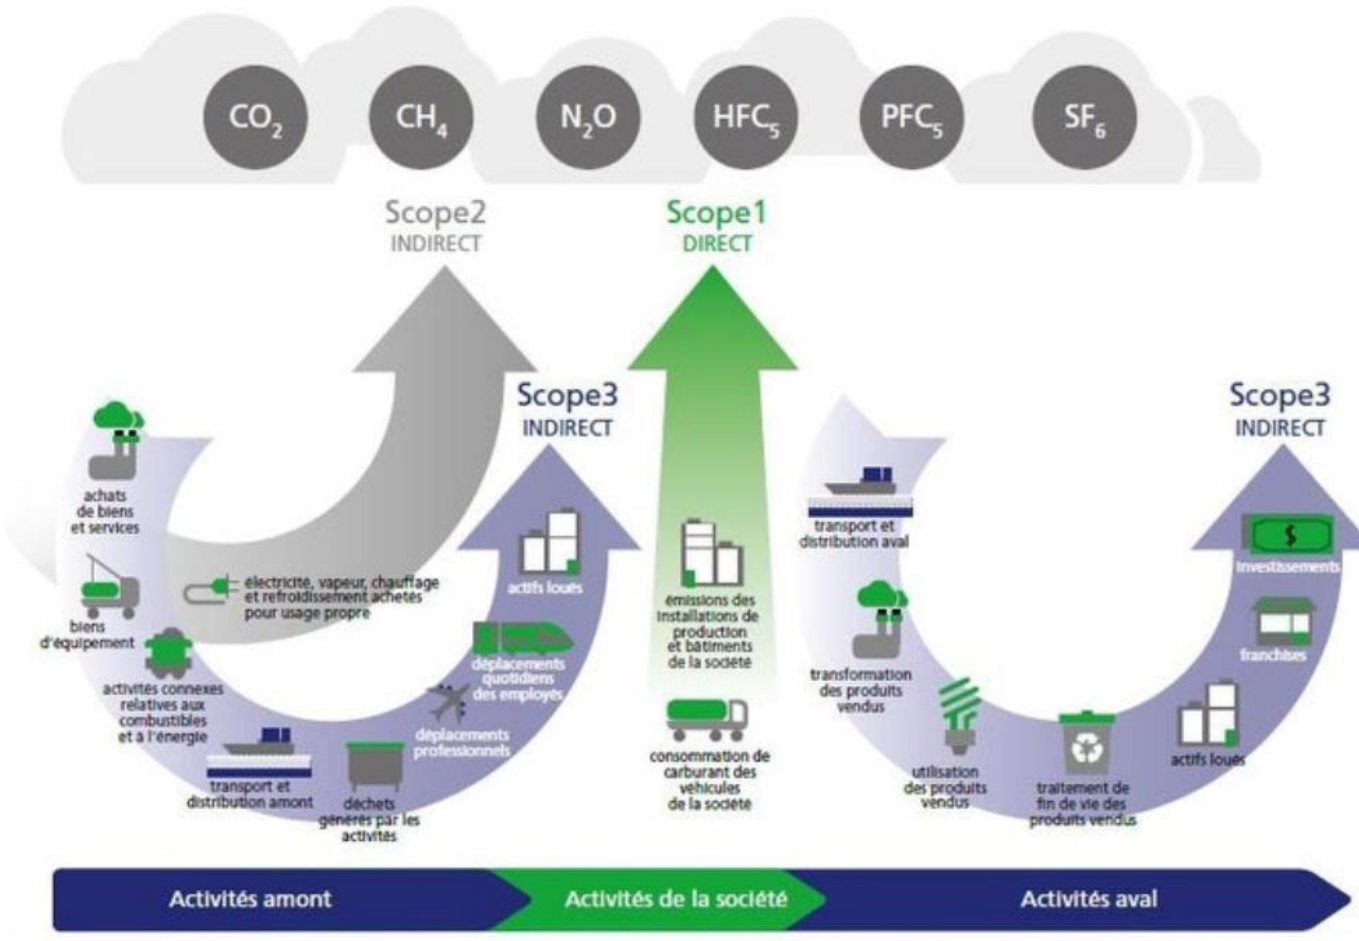 CO₂
CH₄
N₂O
HFC₅
PFC₅
SF₆
Scope2
INDIRECT
Scope1
DIRECT
Scope3
INDIRECT
Scope3
INDIRECT
achats
de biens
et services
biens
d'équipement
électricité, vapeur, chauffage
et refroidissement achetés
pour usage propre
activités connexes
relatives aux
combustibles
et à l'énergie
transport et
distribution amont
déchets
générés par les
activités
déplacements
professionnels
déplacements
quotidiens
des employés
actifs loués
émissions des
installations de
production
et bâtiments
de la société
consommation de
carburant des
véhicules
de la société
transport et
distribution aval
transformation
des produits
vendus
utilisation
des produits
vendus
traitement de
fin de vie des
produits vendus
actifs loués
franchises
$
investissements
Activités amont
Activités de la société
Activités aval